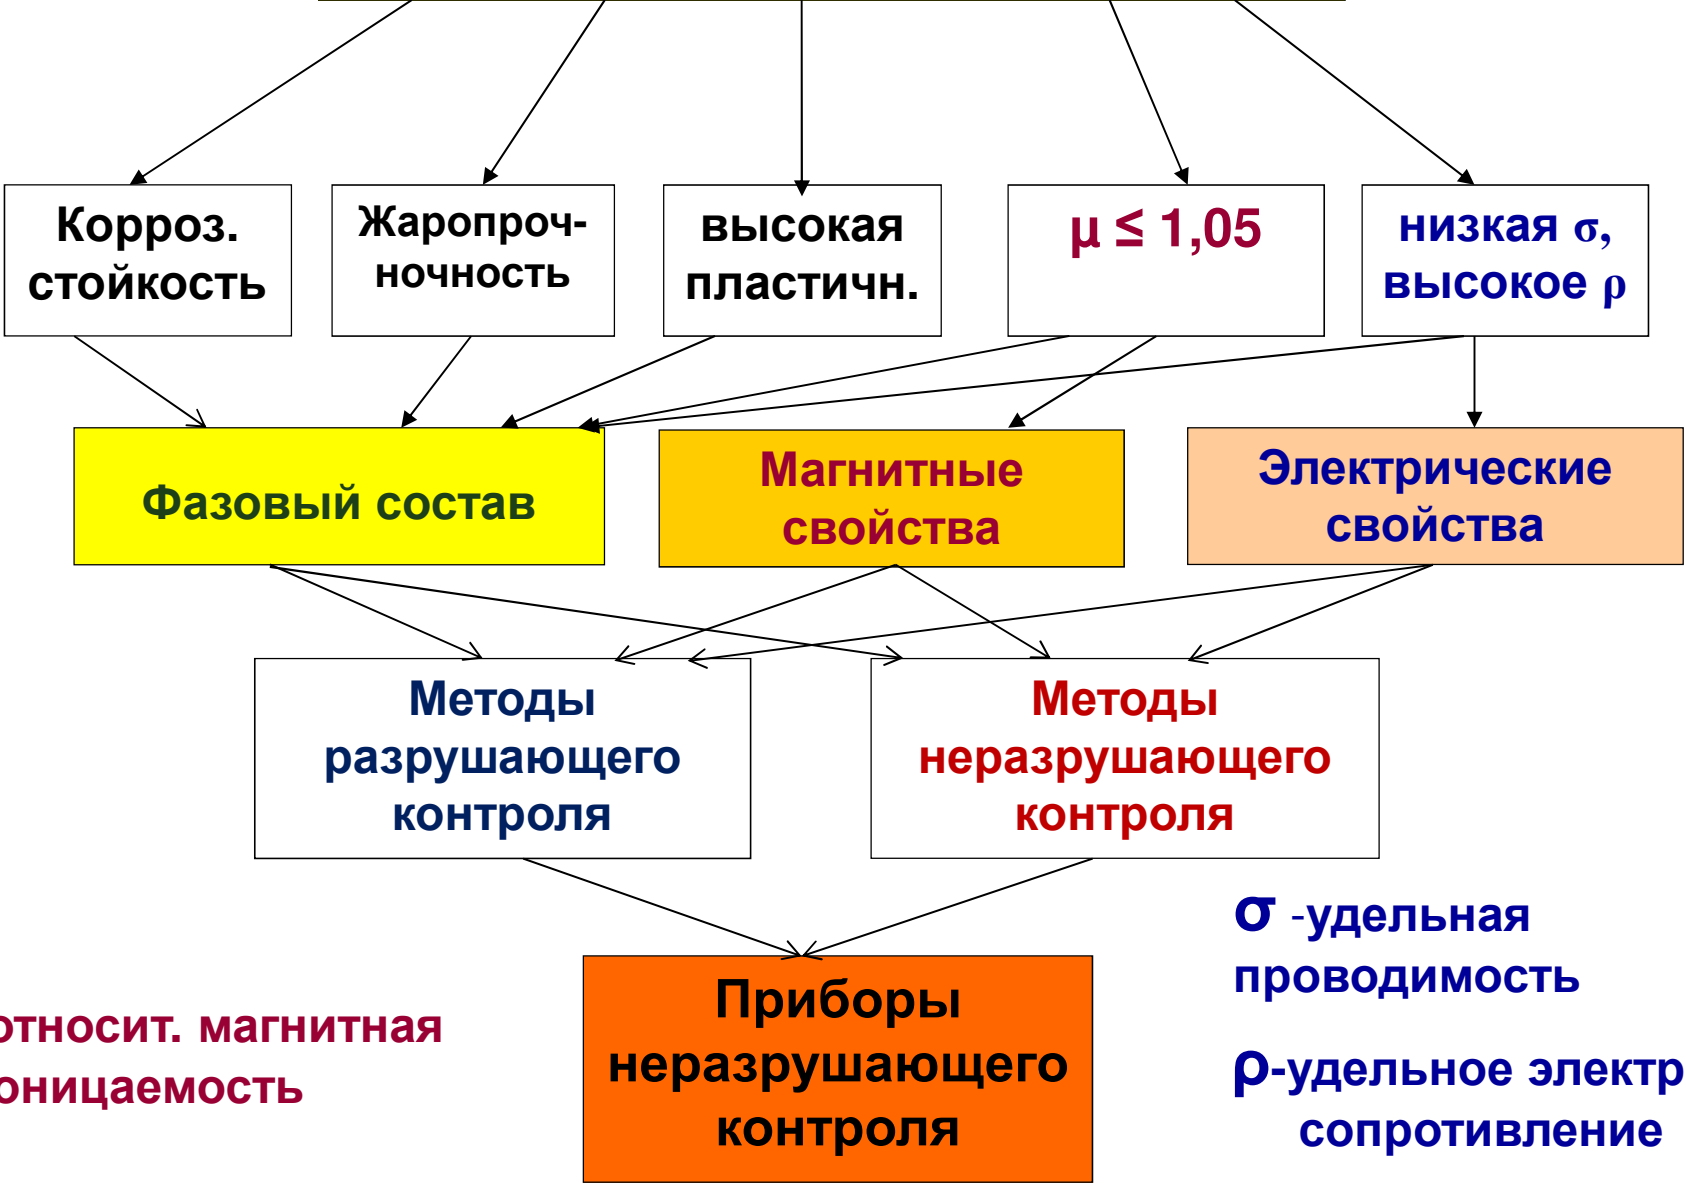 Корроз.
стойкость
Жаропроч-
ночность
высокая
пластичн.
μ ≤ 1,05
низкая σ,
высокое ρ
Фазовый состав
Магнитные
свойства
Электрические
свойства
Методы
разрушающего
контроля
Методы
неразрушающего
контроля
относит. магнитная
оницаемость
Приборы
неразрушающего
контроля
σ -удельная
проводимость
ρ-удельное электр
сопротивление